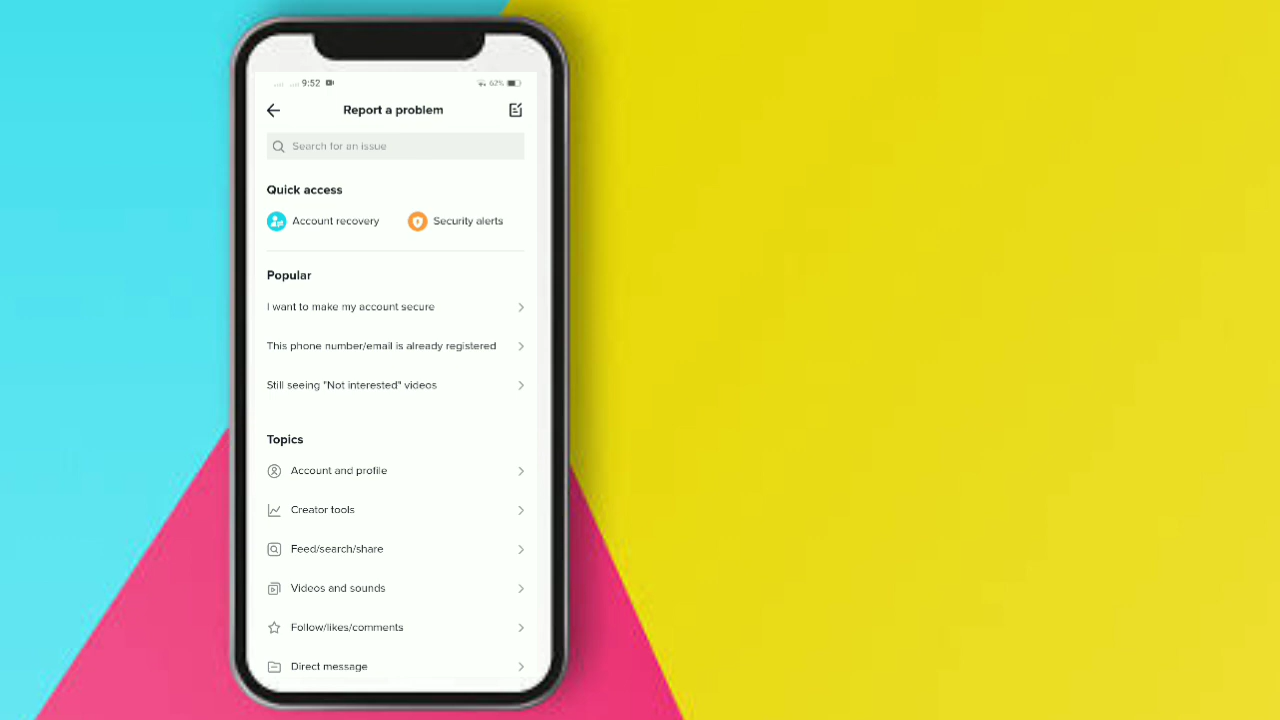 9:52
62%
Report a problem
Search for an issue
Quick access
Account recovery
Security alerts
Popular
I want to make my account secure
This phone number/email is already registered
Still seeing "Not interested" videos
Topics
Account and profile
Creator tools
Feed/search/share
Videos and sounds
Follow/likes/comments
Direct message